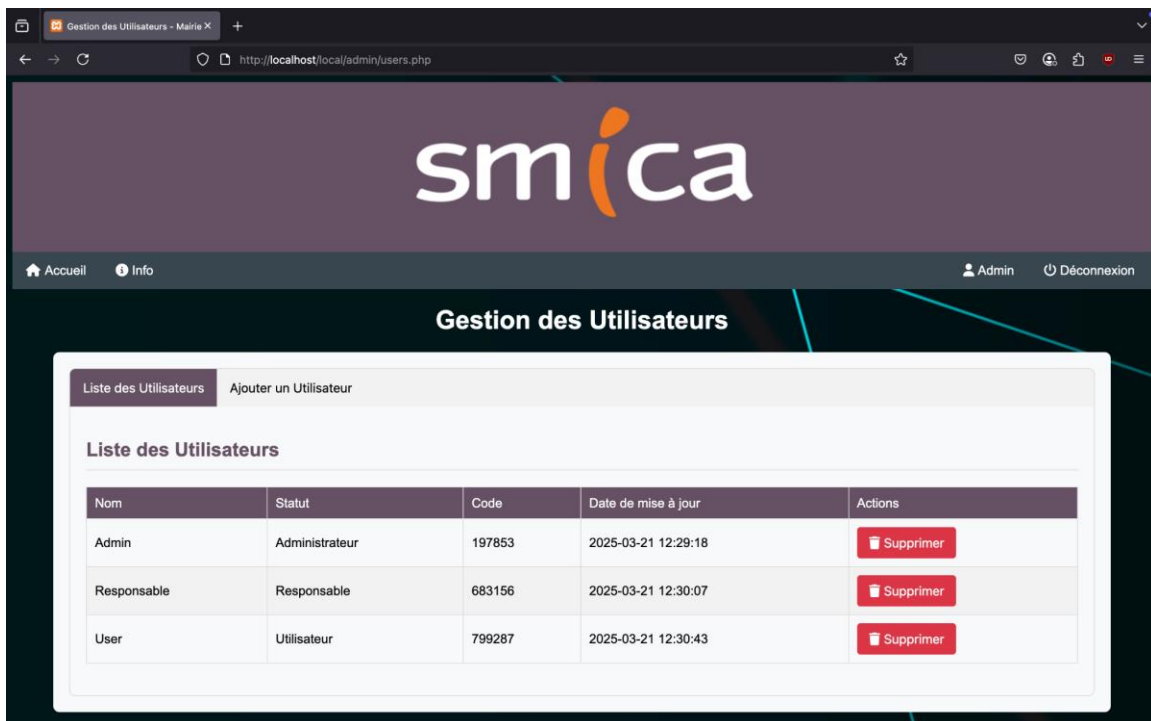 Gestion des Utilisateurs - Mairie
http://localhost/local/admin/users.php
smica
Accueil Info Admin Déconnexion
Gestion des Utilisateurs
Liste des Utilisateurs Ajouter un Utilisateur
Liste des Utilisateurs
Nom Statut Code Date de mise à jour Actions
Admin Administrateur 197853 2025-03-21 12:29:18 Supprimer
Responsable Responsable 683156 2025-03-21 12:30:07 Supprimer
User Utilisateur 799287 2025-03-21 12:30:43 Supprimer